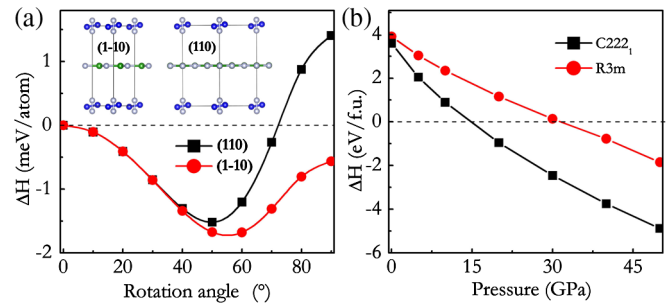 (a)
(1-10)
(110)
ΔH (meV/atom)
1
0
-1
-2
(110)
(1-10)
0 20 40 60 80
Rotation angle (°)
(b)
ΔH (eV/f.u.)
4
2
0
-2
-4
-6
C222₁
R3m
0 15 30 45
Pressure (GPa)